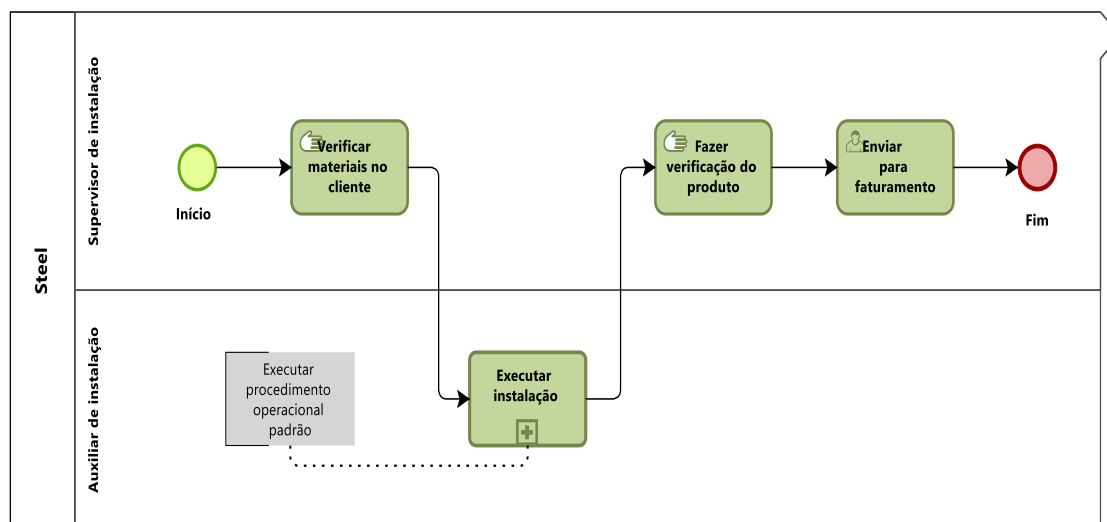 Steel
Supervisor de instalação
Início
Verificar
materiais no
cliente
Fazer
verificação do
produto
Enviar
para
faturamento
Fim
Auxiliar de instalação
Executar
procedimento
operacional
padrão
Executar
instalação